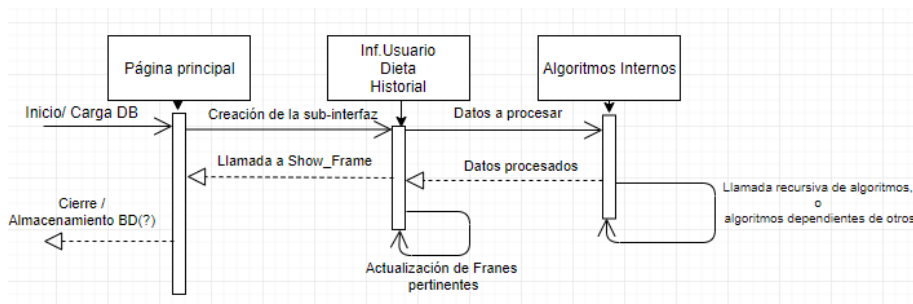 Página principal
Inf.Usuario
Dieta
Historial
Algoritmos Internos
Inicio/ Carga DB
Creación de la sub-interfaz
Datos a procesar
Llamada a Show_Frame
Datos procesados
Cierre /
Almacenamiento BD(?)
Llamada recursiva de algoritmos,
o
algoritmos dependientes de otros
Actualización de Franes
pertinentes